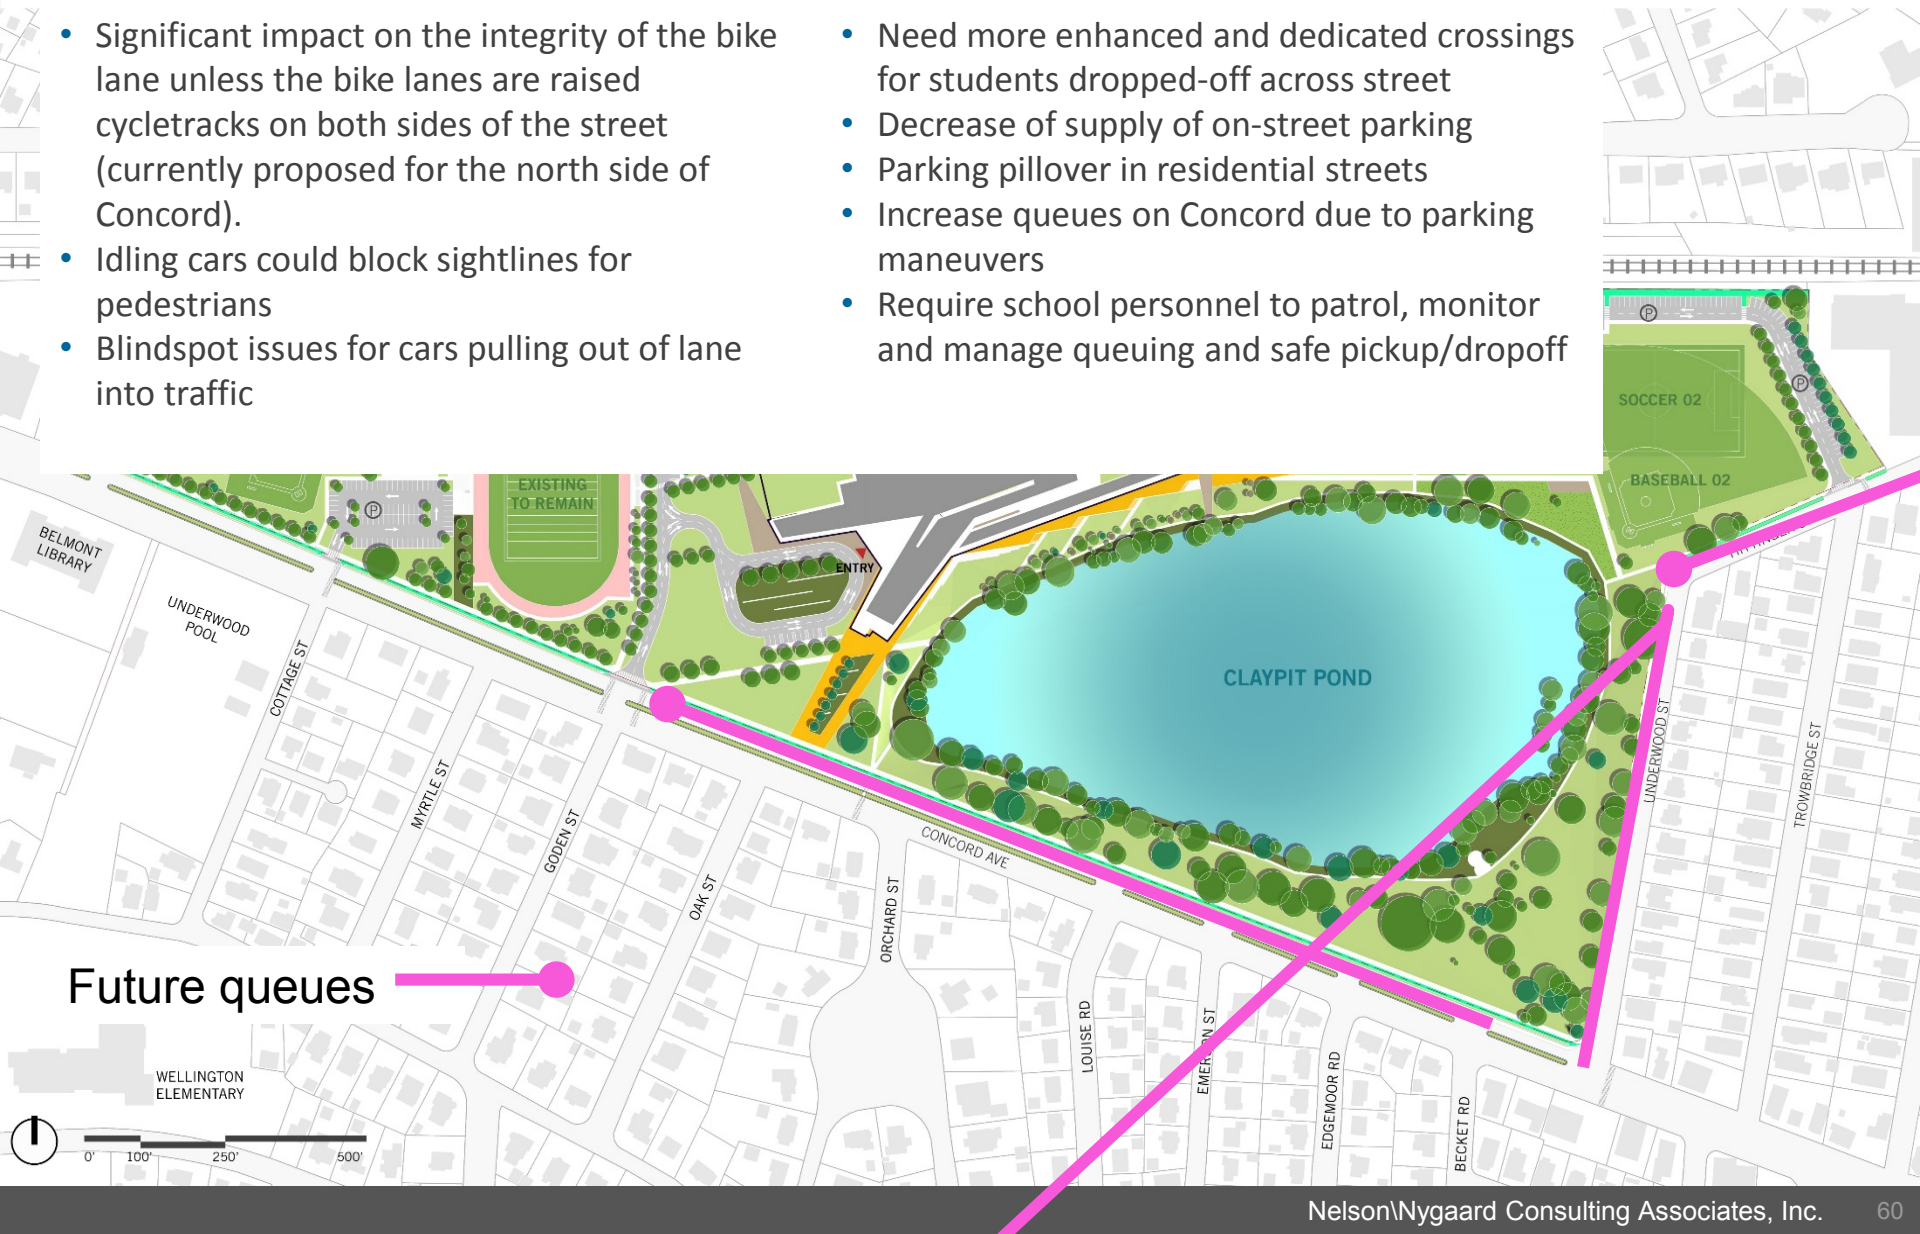 • Significant impact on the integrity of the bike
lane unless the bike lanes are raised
cycletracks on both sides of the street
(currently proposed for the north side of
Concord).
• Idling cars could block sightlines for
pedestrians
• Blindspot issues for cars pulling out of lane
into traffic
• Need more enhanced and dedicated crossings
for students dropped-off across street
• Decrease of supply of on-street parking
• Parking pillover in residential streets
• Increase queues on Concord due to parking
maneuvers
• Require school personnel to patrol, monitor
and manage queuing and safe pickup/dropoff
P
P
SOCCER 02
BASEBALL 02
EXISTING
TO REMAIN
P
BELMONT
LIBRARY
ENTRY
UNDERWOOD
POOL
COTTAGE ST
CLAYPIT POND
UNDERWOOD ST
TROWBRIDGE ST
MYRTLE ST
GODEN ST
CONCORD AVE
OAK ST
ORCHARD ST
Future queues
LOUISE RD
EMERSON ST
EDGEMOOR RD
BECKET RD
WELLINGTON
ELEMENTARY
0' 100' 250' 500'
Nelson\Nygaard Consulting Associates, Inc. 60